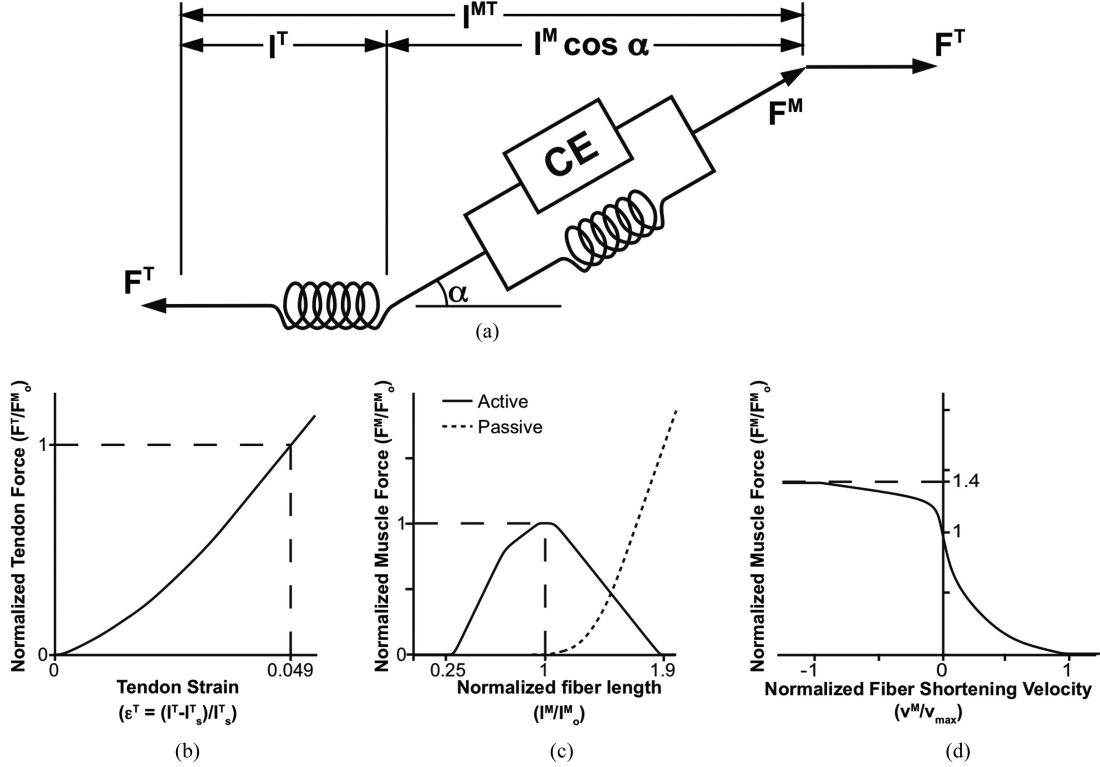 l^MT
l^T
l^M cos α
F^T
F^M
CE
F^T
α
(a)
Normalized Tendon Force (F^T/F^M_o)
1
0
0
0.049
Tendon Strain
(ε^T = (l^T-l^T_s)/l^T_s)
(b)
Normalized Muscle Force (F^M/F^M_o)
Active
Passive
1
0
0.25
1
1.9
Normalized fiber length
(l^M/l^M_o)
(c)
Normalized Muscle Force (F^M/F^M_o)
1.4
1
-1
0
1
Normalized Fiber Shortening Velocity
(v^M/v_max)
(d)